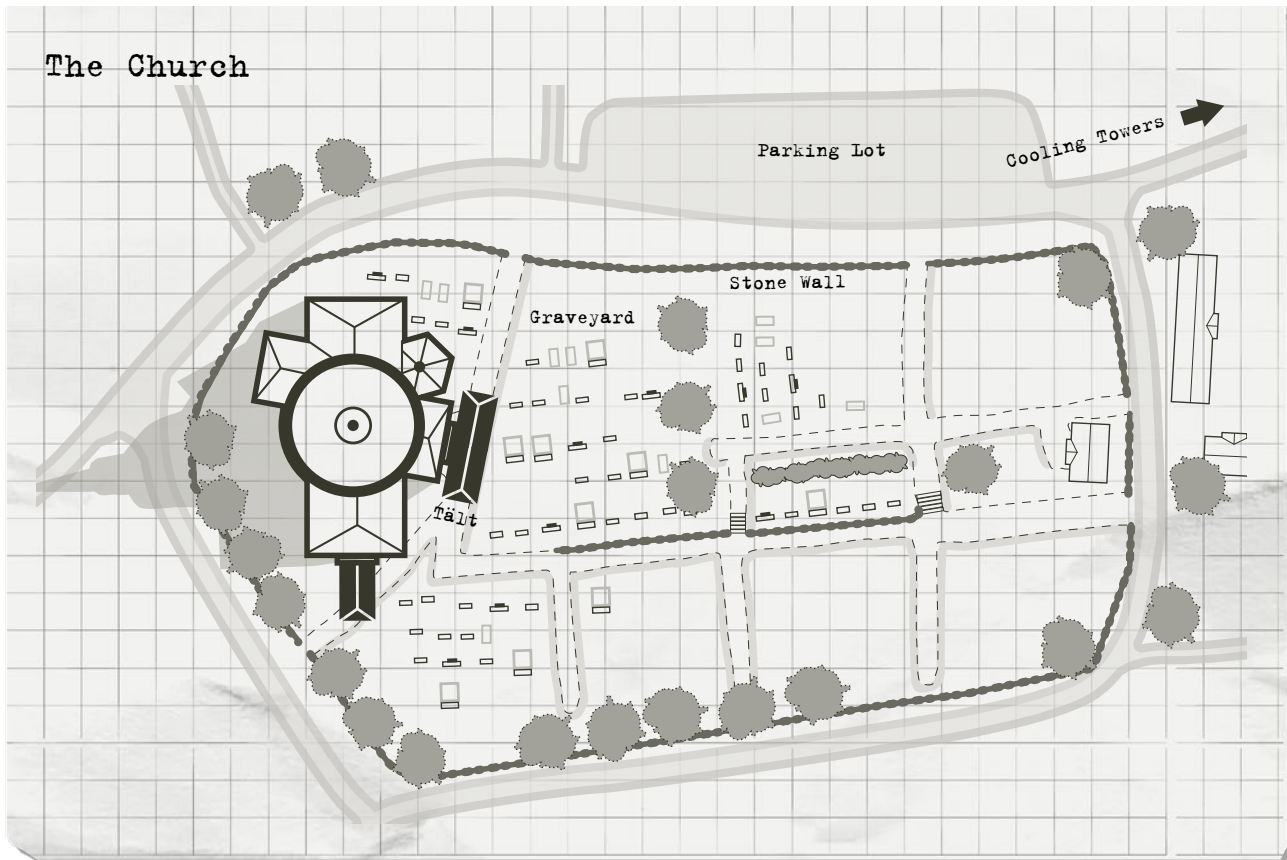 The Church
Parking Lot
Cooling Towers
Stone Wall
Graveyard
Tält